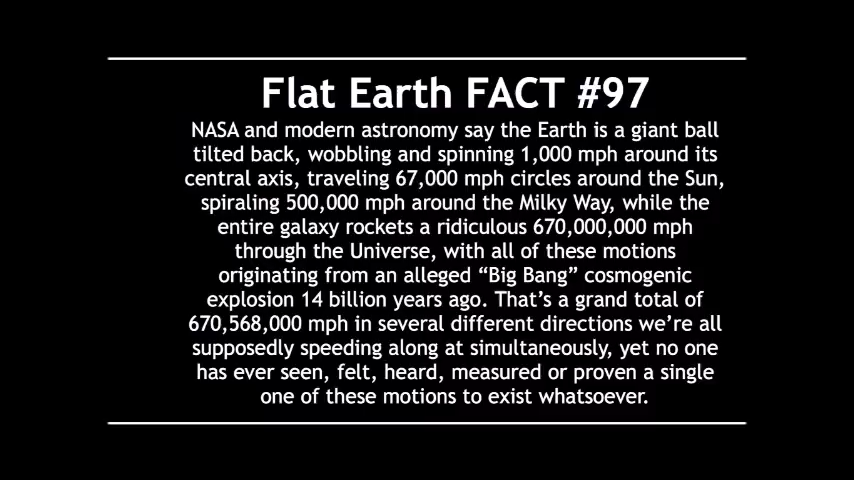 Flat Earth FACT #97
NASA and modern astronomy say the Earth is a giant ball
tilted back, wobbling and spinning 1,000 mph around its
central axis, traveling 67,000 mph circles around the Sun,
spiraling 500,000 mph around the Milky Way, while the
entire galaxy rockets a ridiculous 670,000,000 mph
through the Universe, with all of these motions
originating from an alleged “Big Bang” cosmogenic
explosion 14 billion years ago. That’s a grand total of
670,568,000 mph in several different directions we’re all
supposedly speeding along at simultaneously, yet no one
has ever seen, felt, heard, measured or proven a single
one of these motions to exist whatsoever.